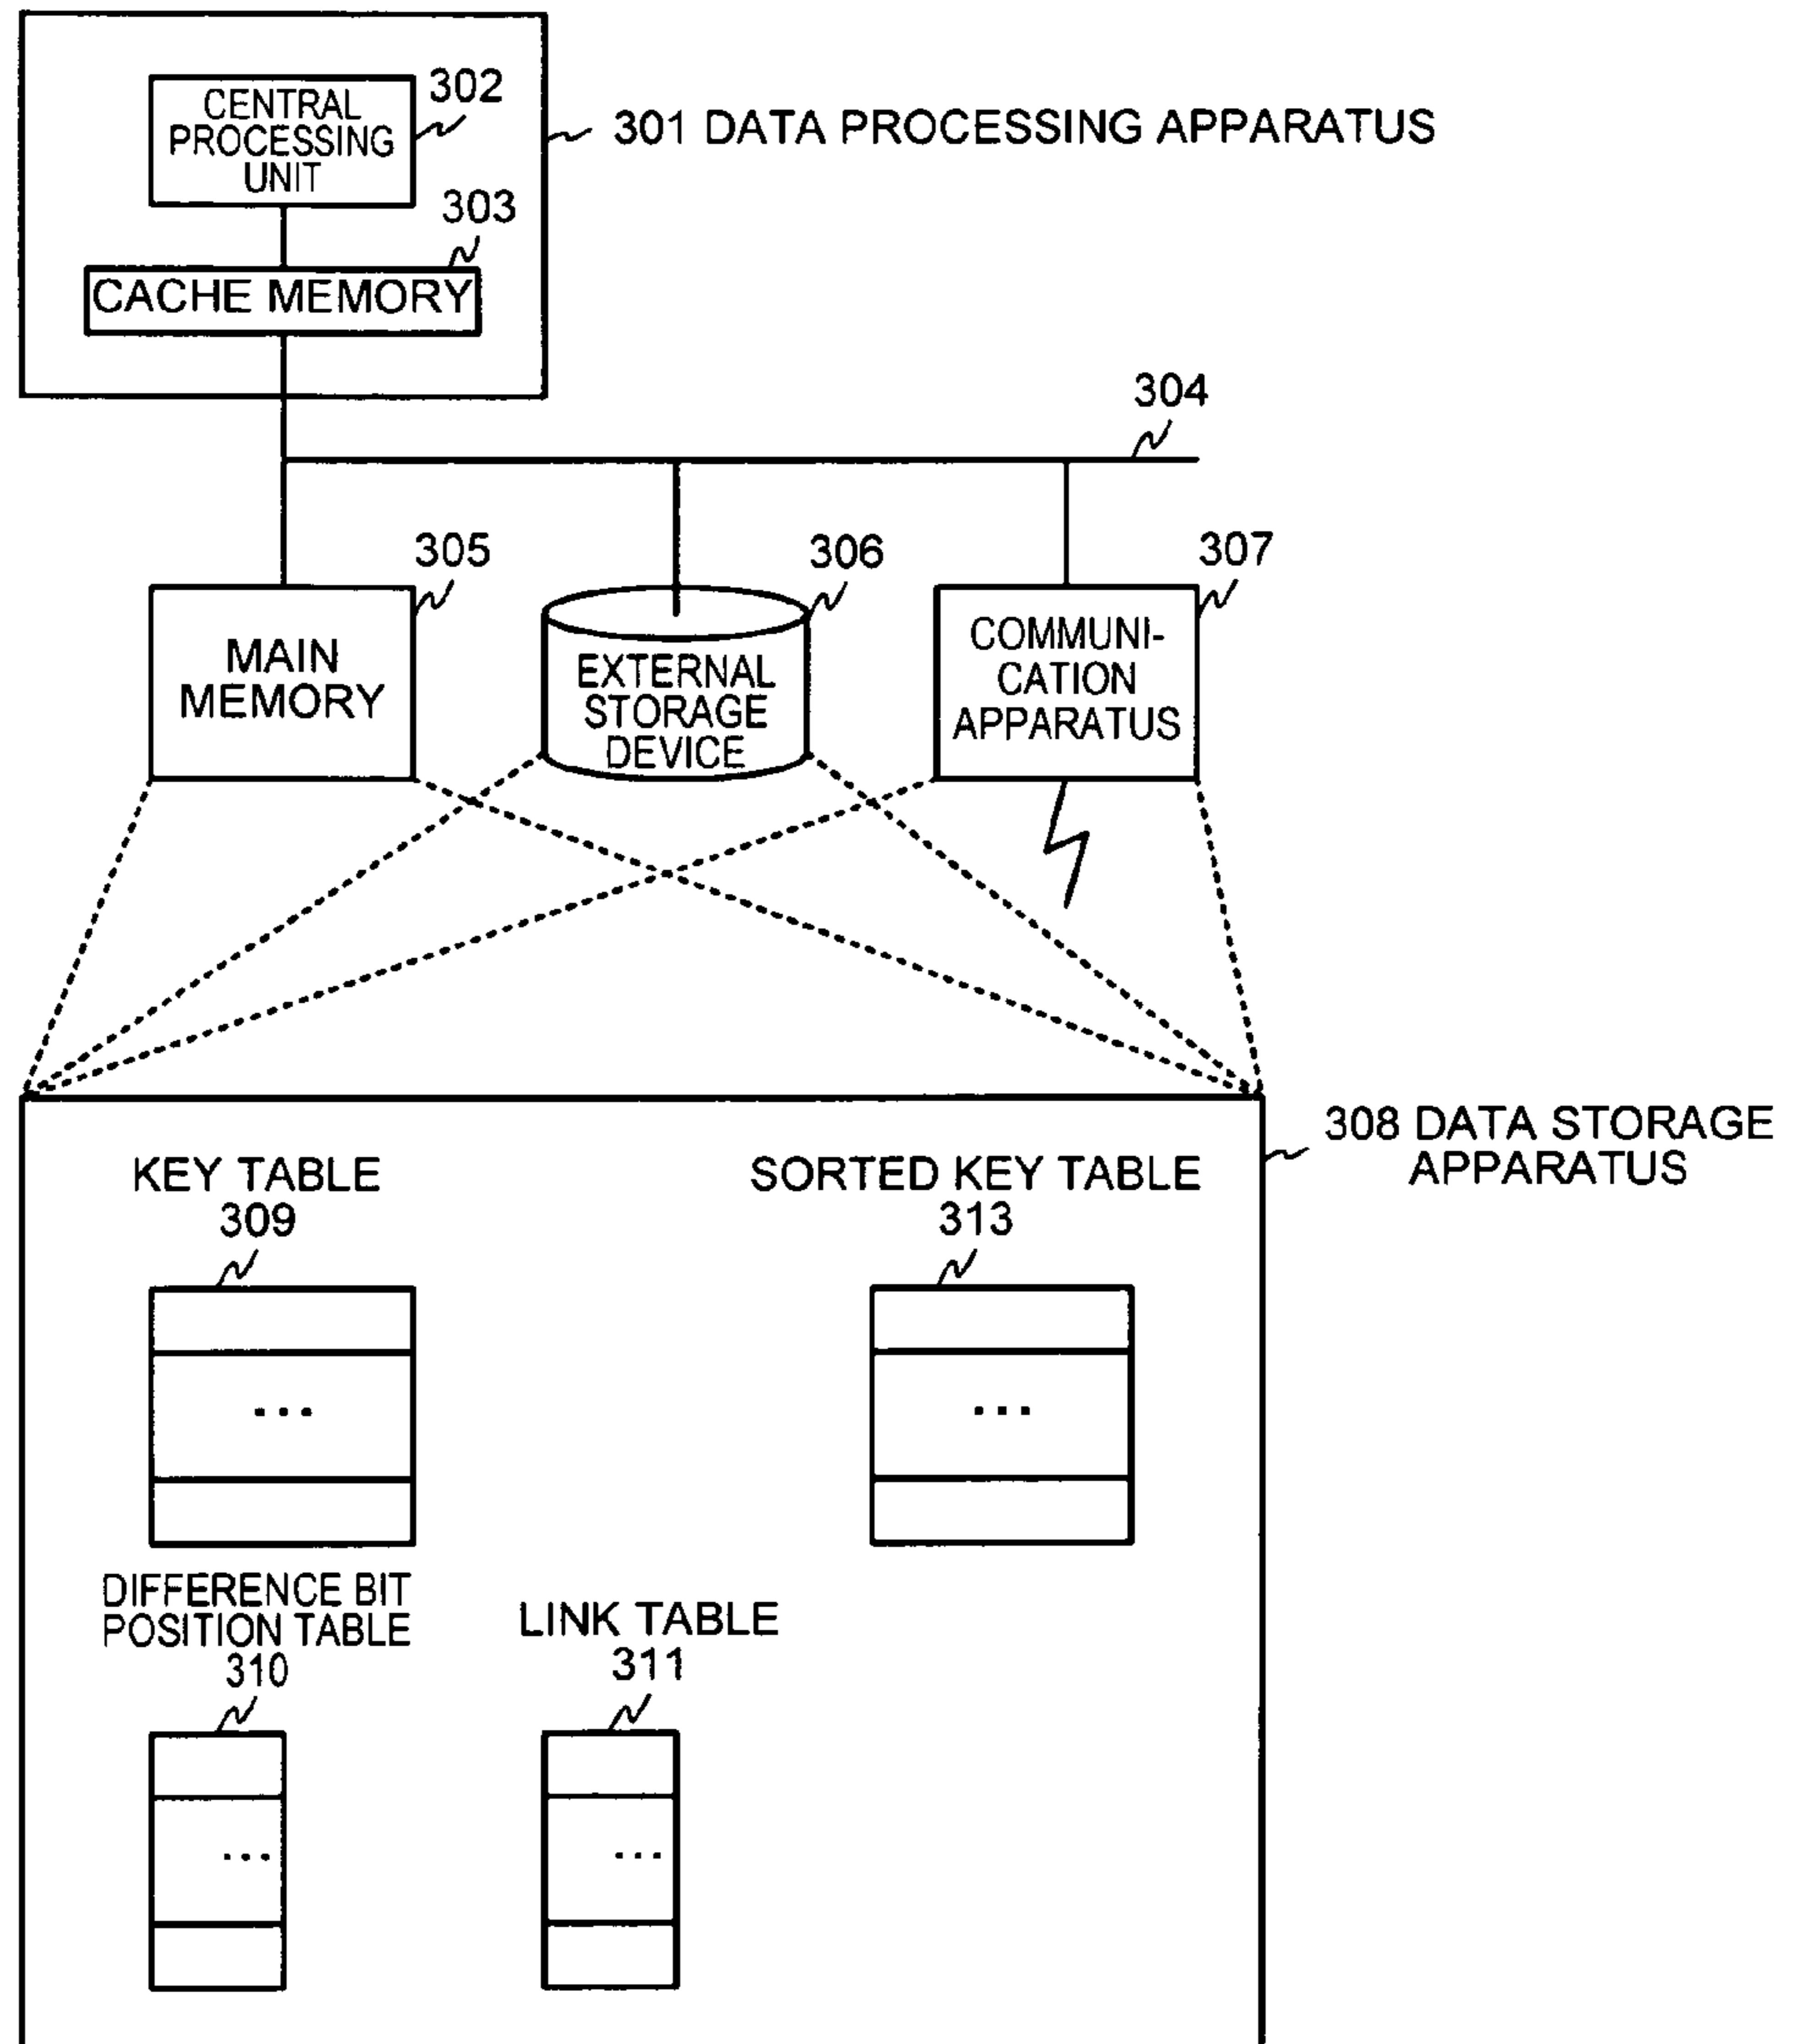 302
CENTRAL
PROCESSING
UNIT
301 DATA PROCESSING APPARATUS
303
CACHE MEMORY
304
305
306
307
MAIN
MEMORY
EXTERNAL
STORAGE
DEVICE
COMMUNI-
CATION
APPARATUS
308 DATA STORAGE
APPARATUS
KEY TABLE
309
SORTED KEY TABLE
313
...
...
DIFFERENCE BIT
POSITION TABLE
310
LINK TABLE
311
...
...